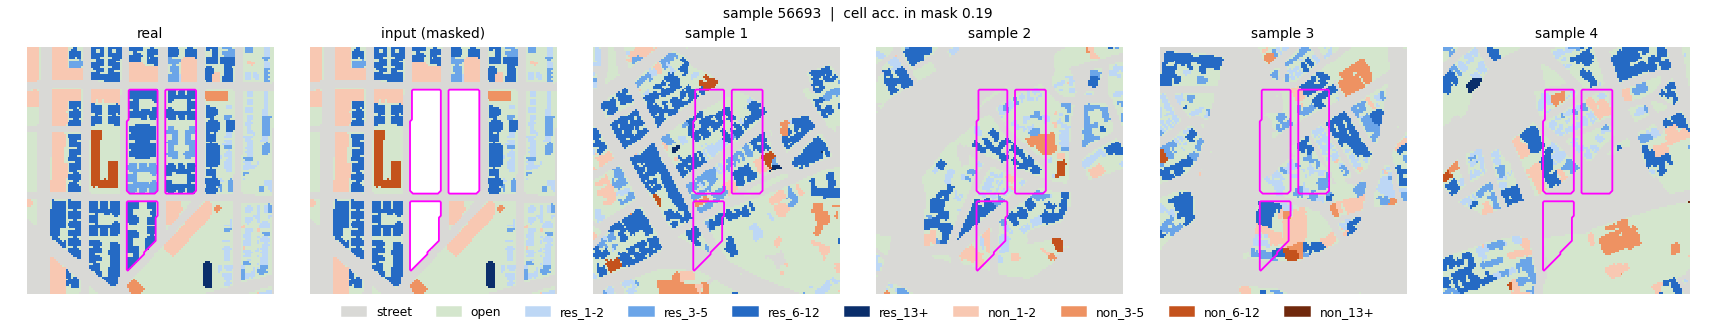 sample 56693  |  cell acc. in mask 0.19
real
input (masked)
sample 1
sample 2
sample 3
sample 4
street
open
res_1-2
res_3-5
res_6-12
res_13+
non_1-2
non_3-5
non_6-12
non_13+